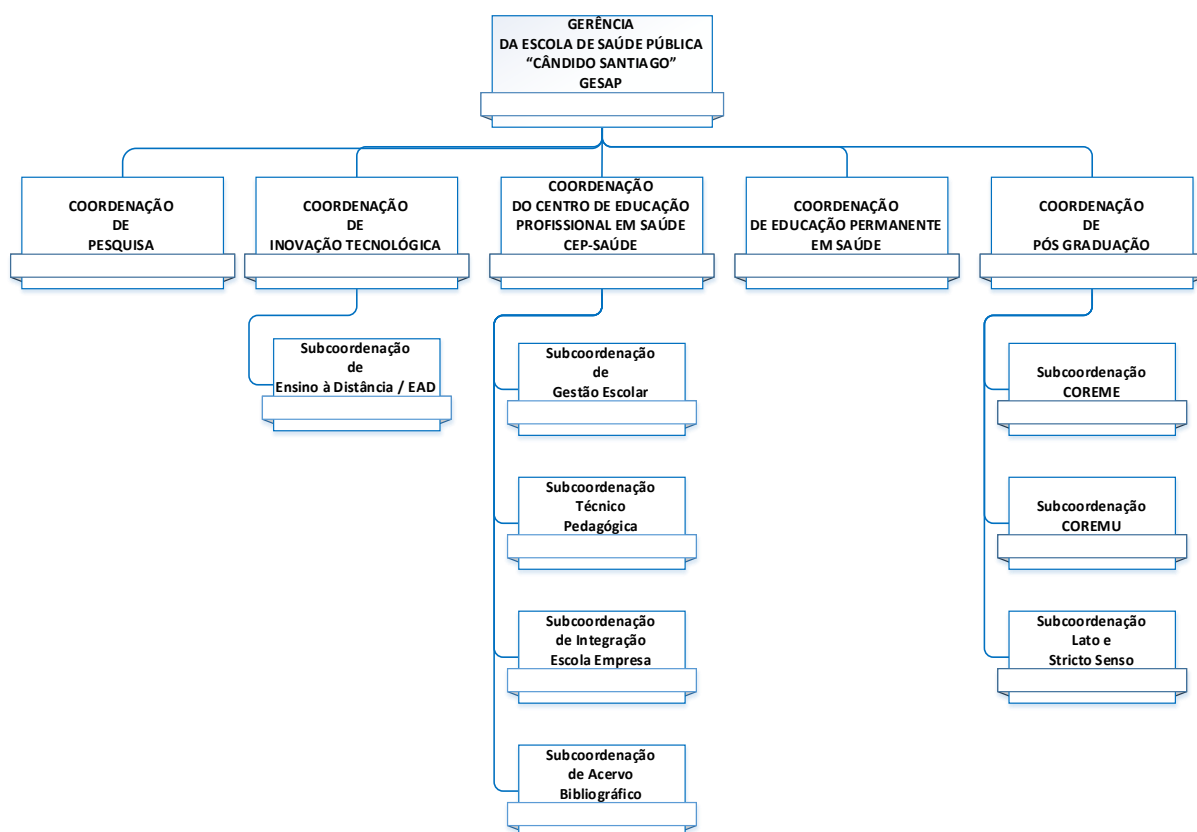 GERÊNCIA
DA ESCOLA DE SAÚDE PÚBLICA
“CÂNDIDO SANTIAGO”
GESAP
COORDENAÇÃO
DE
PESQUISA
COORDENAÇÃO
DE
INOVAÇÃO TECNOLÓGICA
COORDENAÇÃO
DO CENTRO DE EDUCAÇÃO
PROFISSIONAL EM SAÚDE
CEP-SAÚDE
COORDENAÇÃO
DE EDUCAÇÃO PERMANENTE
EM SAÚDE
COORDENAÇÃO
DE
PÓS GRADUAÇÃO
Subcoordenação
de
Ensino à Distância / EAD
Subcoordenação
de
Gestão Escolar
Subcoordenação
Técnico
Pedagógica
Subcoordenação
de Integração
Escola Empresa
Subcoordenação
de Acervo
Bibliográfico
Subcoordenação
COREME
Subcoordenação
COREMU
Subcoordenação
Lato e
Stricto Senso